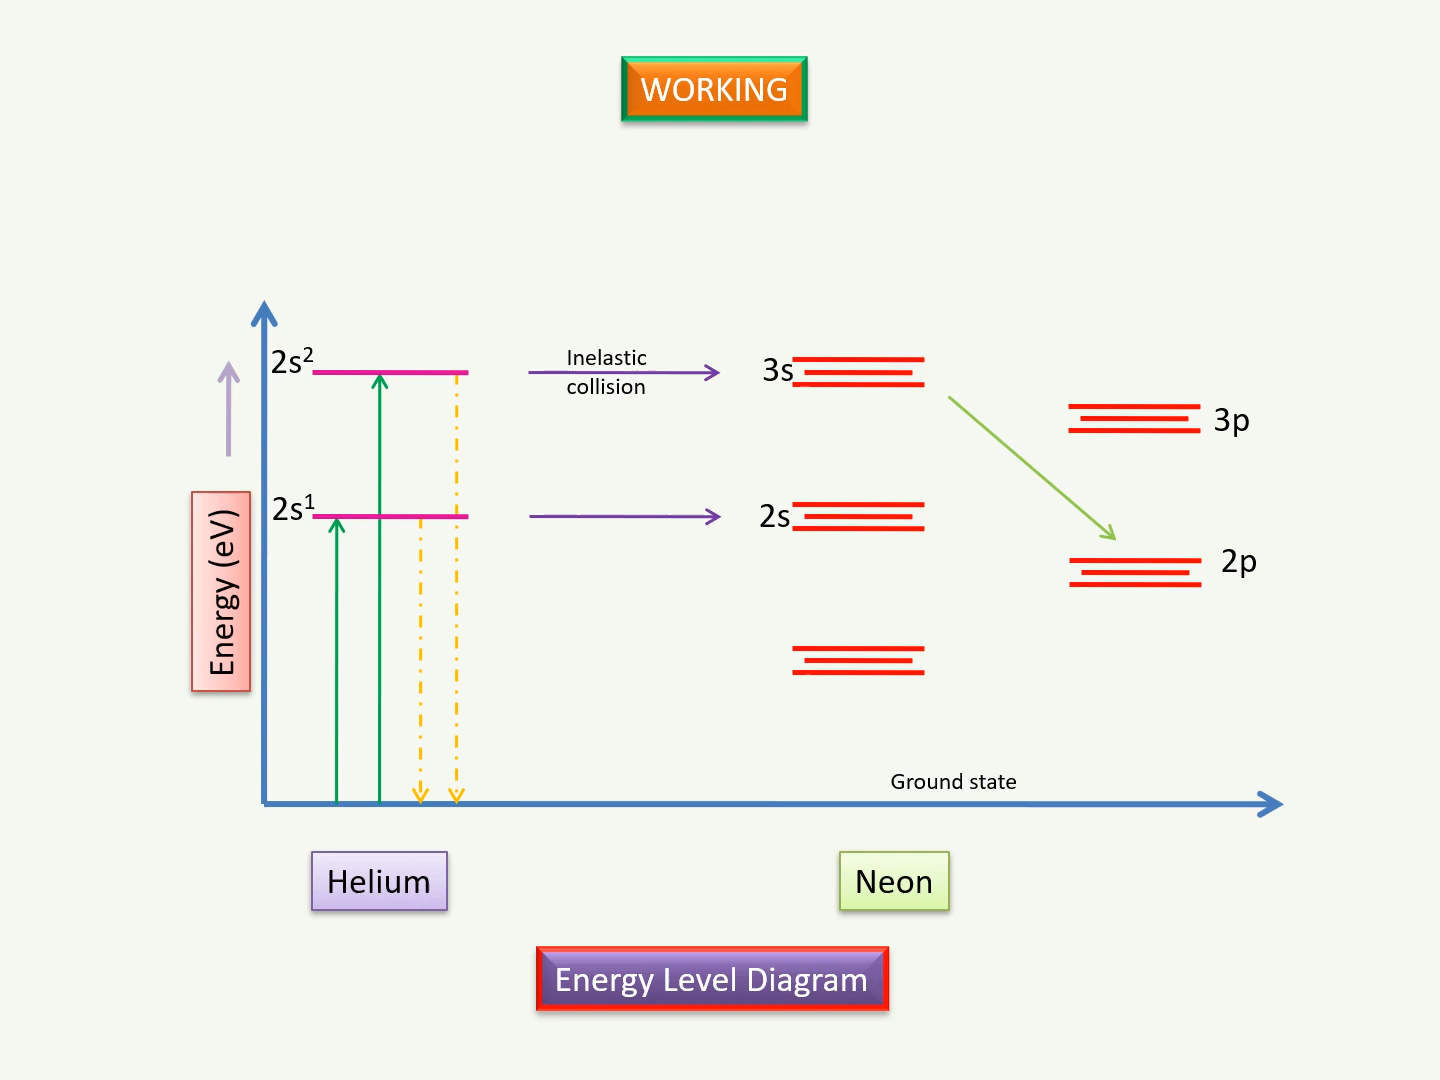 WORKING
2s²
Inelastic
collision
3s
3p
2s¹
2s
2p
Energy (eV)
Ground state
Helium
Neon
Energy Level Diagram